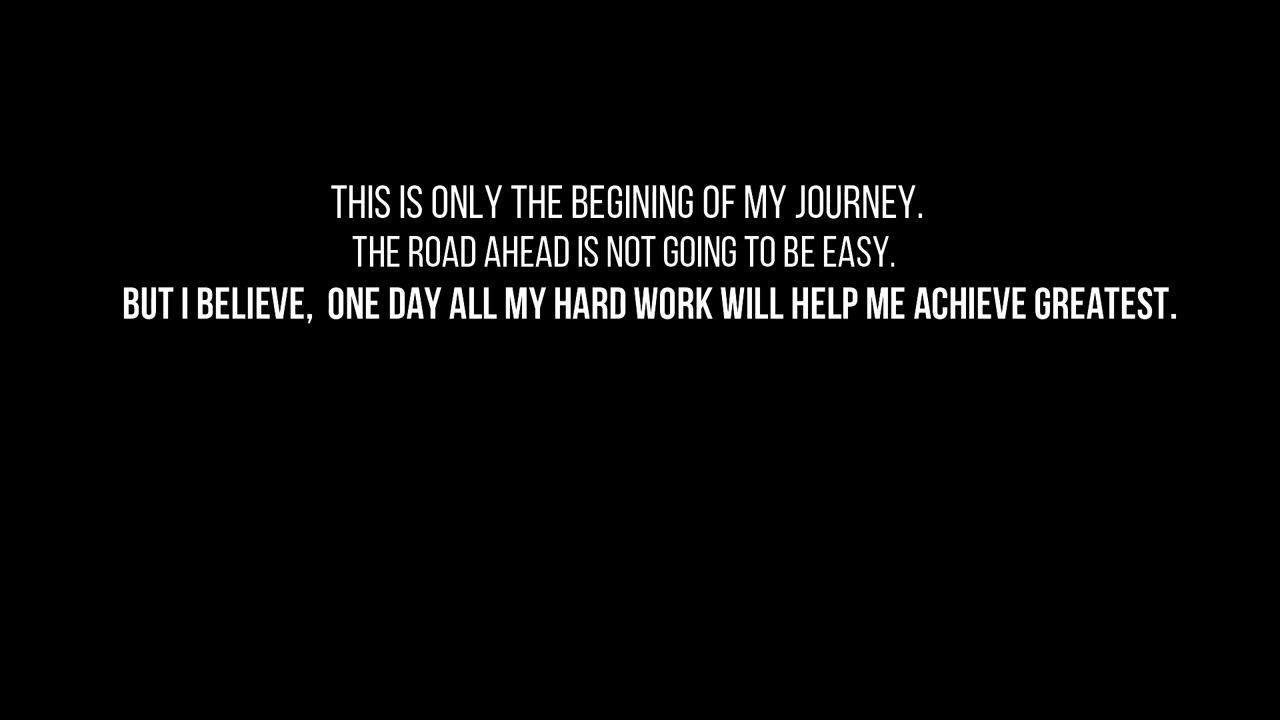 THIS IS ONLY THE BEGINING OF MY JOURNEY.
THE ROAD AHEAD IS NOT GOING TO BE EASY.
BUT I BELIEVE, ONE DAY ALL MY HARD WORK WILL HELP ME ACHIEVE GREATEST.